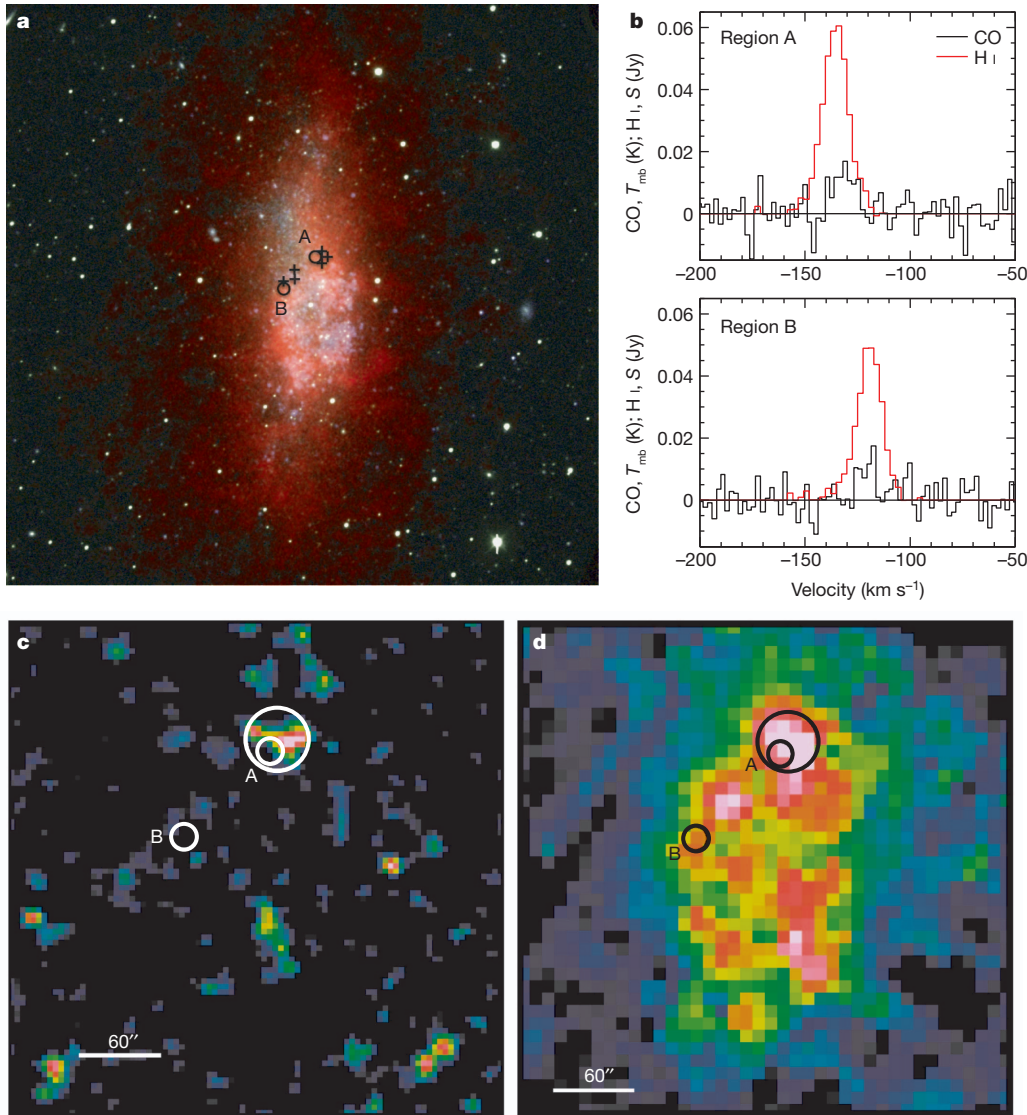 a
A
B
b
Region A
CO
H I
CO, Tmb (K); H I, S (Jy)
0.06
0.04
0.02
0
−200
−150
−100
−50
Region B
CO, Tmb (K); H I, S (Jy)
0.06
0.04
0.02
0
−200
−150
−100
−50
Velocity (km s−1)
c
A
B
60″
d
A
B
60″